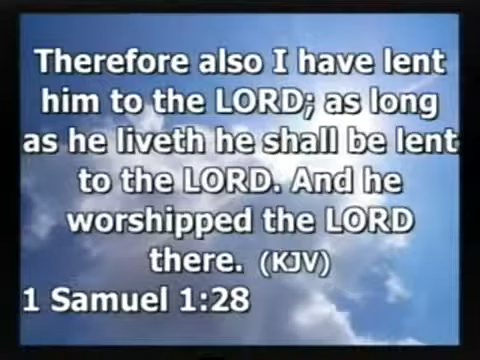 Therefore also I have lent
him to the LORD; as long
as he liveth he shall be lent
to the LORD. And he
worshipped the LORD
there. (KJV)
1 Samuel 1:28